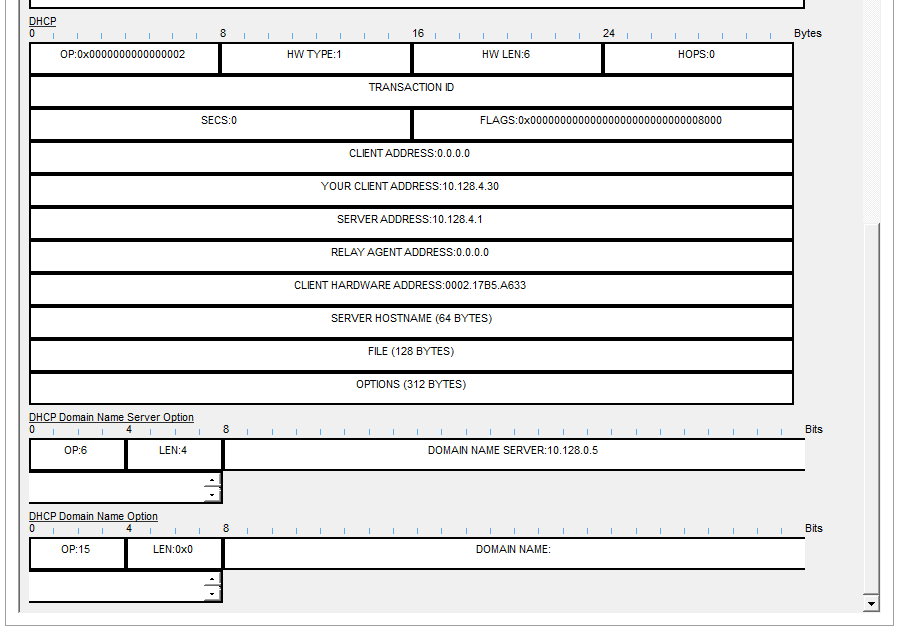 DHCP
0 8 16 24 Bytes
OP:0x0000000000000002 HW TYPE:1 HW LEN:6 HOPS:0
TRANSACTION ID
SECS:0 FLAGS:0x00000000000000000000000000008000
CLIENT ADDRESS:0.0.0.0
YOUR CLIENT ADDRESS:10.128.4.30
SERVER ADDRESS:10.128.4.1
RELAY AGENT ADDRESS:0.0.0.0
CLIENT HARDWARE ADDRESS:0002.17B5.A633
SERVER HOSTNAME (64 BYTES)
FILE (128 BYTES)
OPTIONS (312 BYTES)
DHCP Domain Name Server Option
0 4 8 Bits
OP:6 LEN:4 DOMAIN NAME SERVER:10.128.0.5
DHCP Domain Name Option
0 4 8 Bits
OP:15 LEN:0x0 DOMAIN NAME: